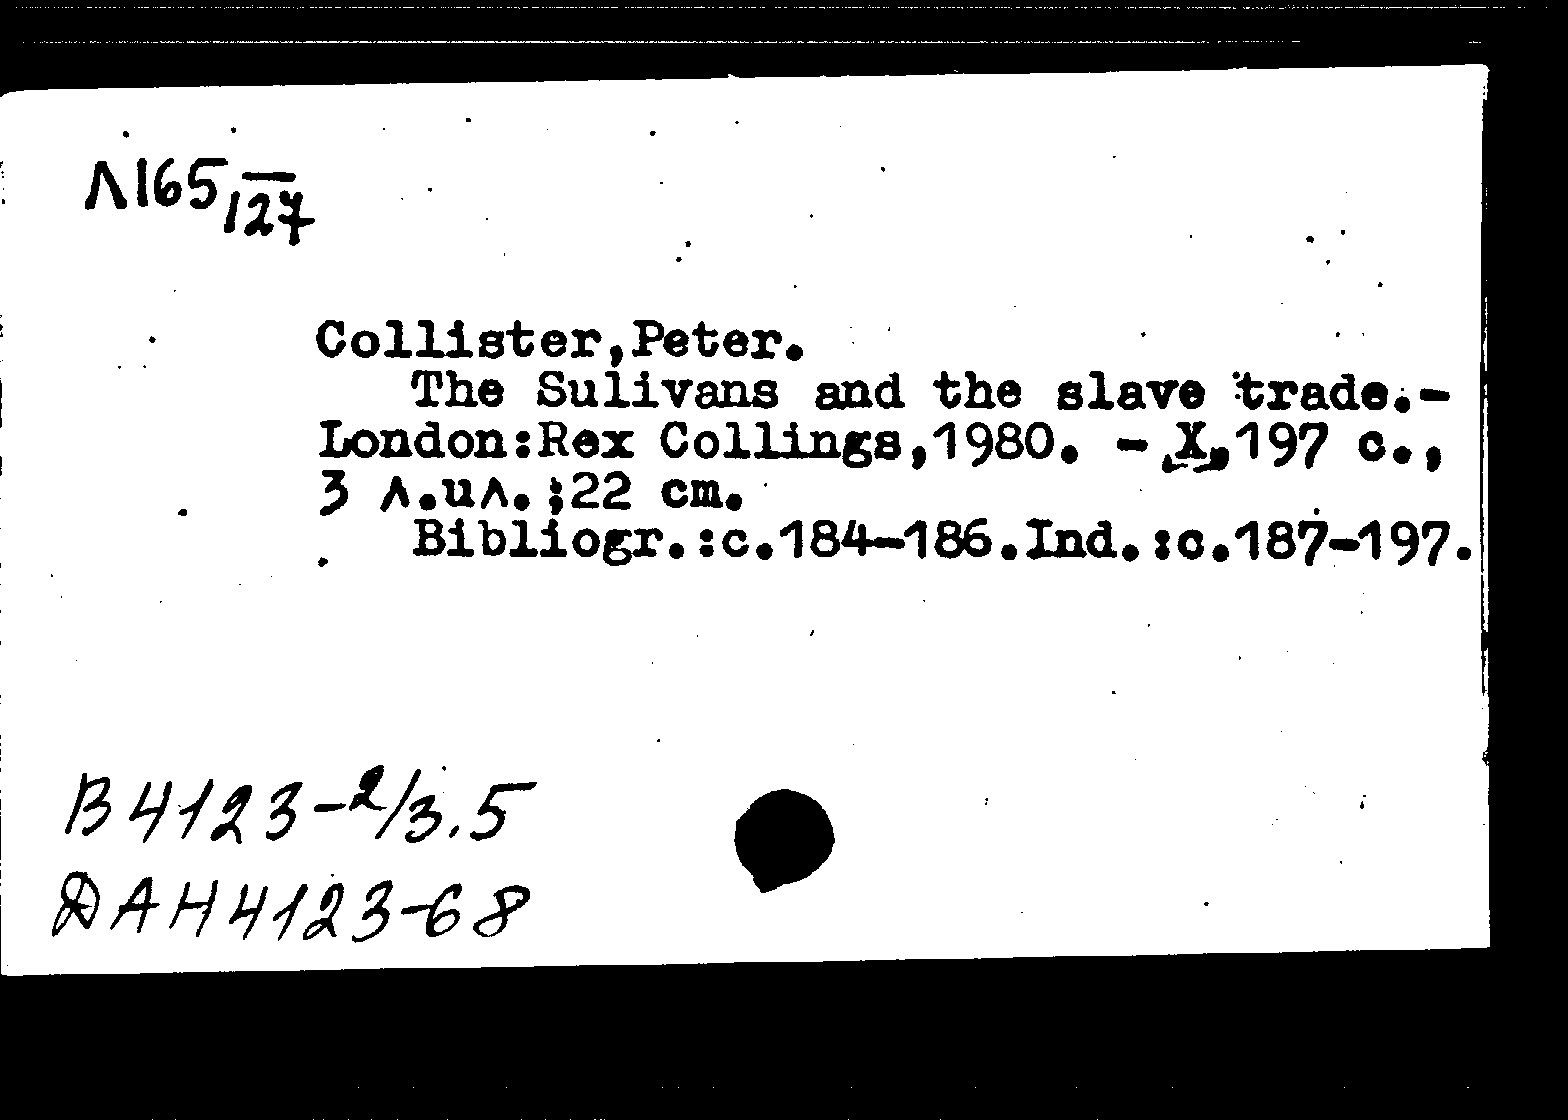 Л165/127
Collister,Peter.
The Sulivans and the slave trade.-
London:Rex Collings,1980. - X,197 с.,
3 л.ил.;22 cm.
Bibliogr.:с.184-186.Ind.:с.187-197.
В4123-2/3.5
ДАН4123-68